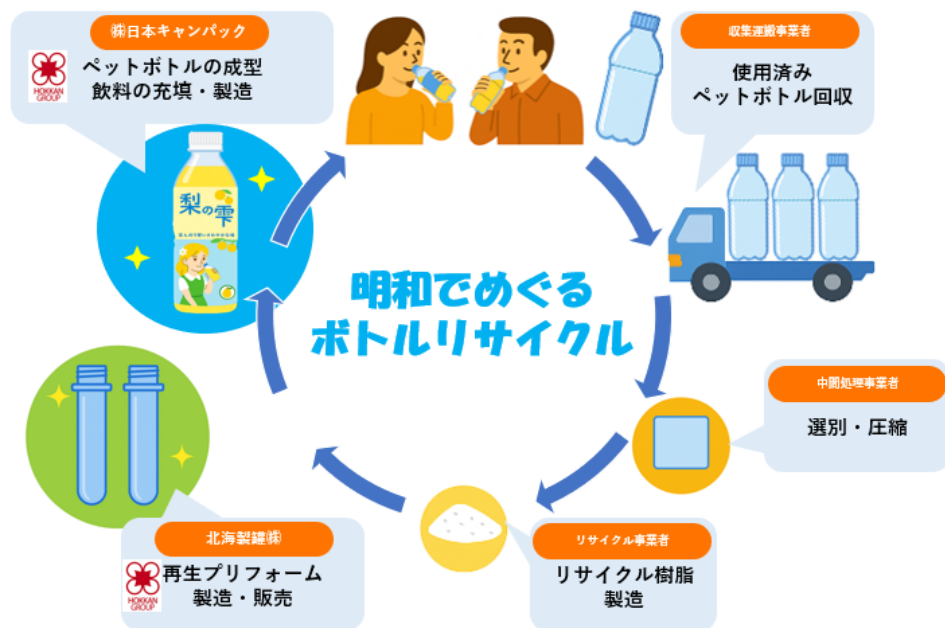 ㈱日本キャンパック
HOKKAN
GROUP
ペットボトルの成型
飲料の充填・製造
収集運搬事業者
使用済み
ペットボトル回収
梨の雫
明和でめぐる
ボトルリサイクル
中間処理事業者
選別・圧縮
北海製罐㈱
HOKKAN
GROUP
再生プリフォーム
製造・販売
リサイクル事業者
リサイクル樹脂
製造